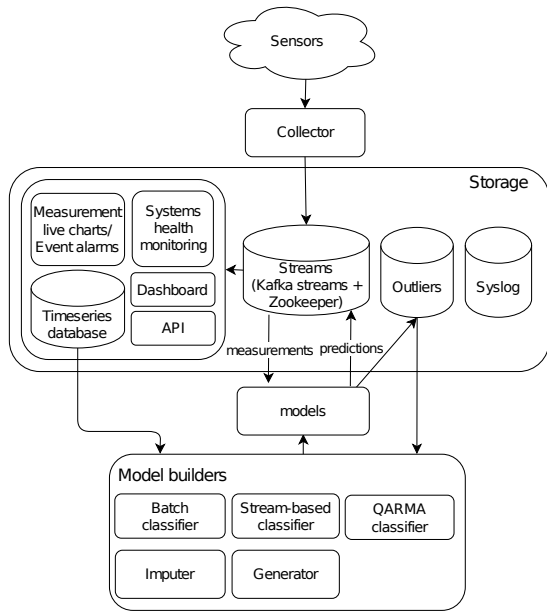 Sensors
Collector
Storage
Measurement
live charts/
Event alarms
Systems
health
monitoring
Dashboard
Timeseries
database
API
Streams
(Kafka streams +
Zookeeper)
Outliers
Syslog
measurements
predictions
models
Model builders
Batch
classifier
Stream-based
classifier
QARMA
classifier
Imputer
Generator